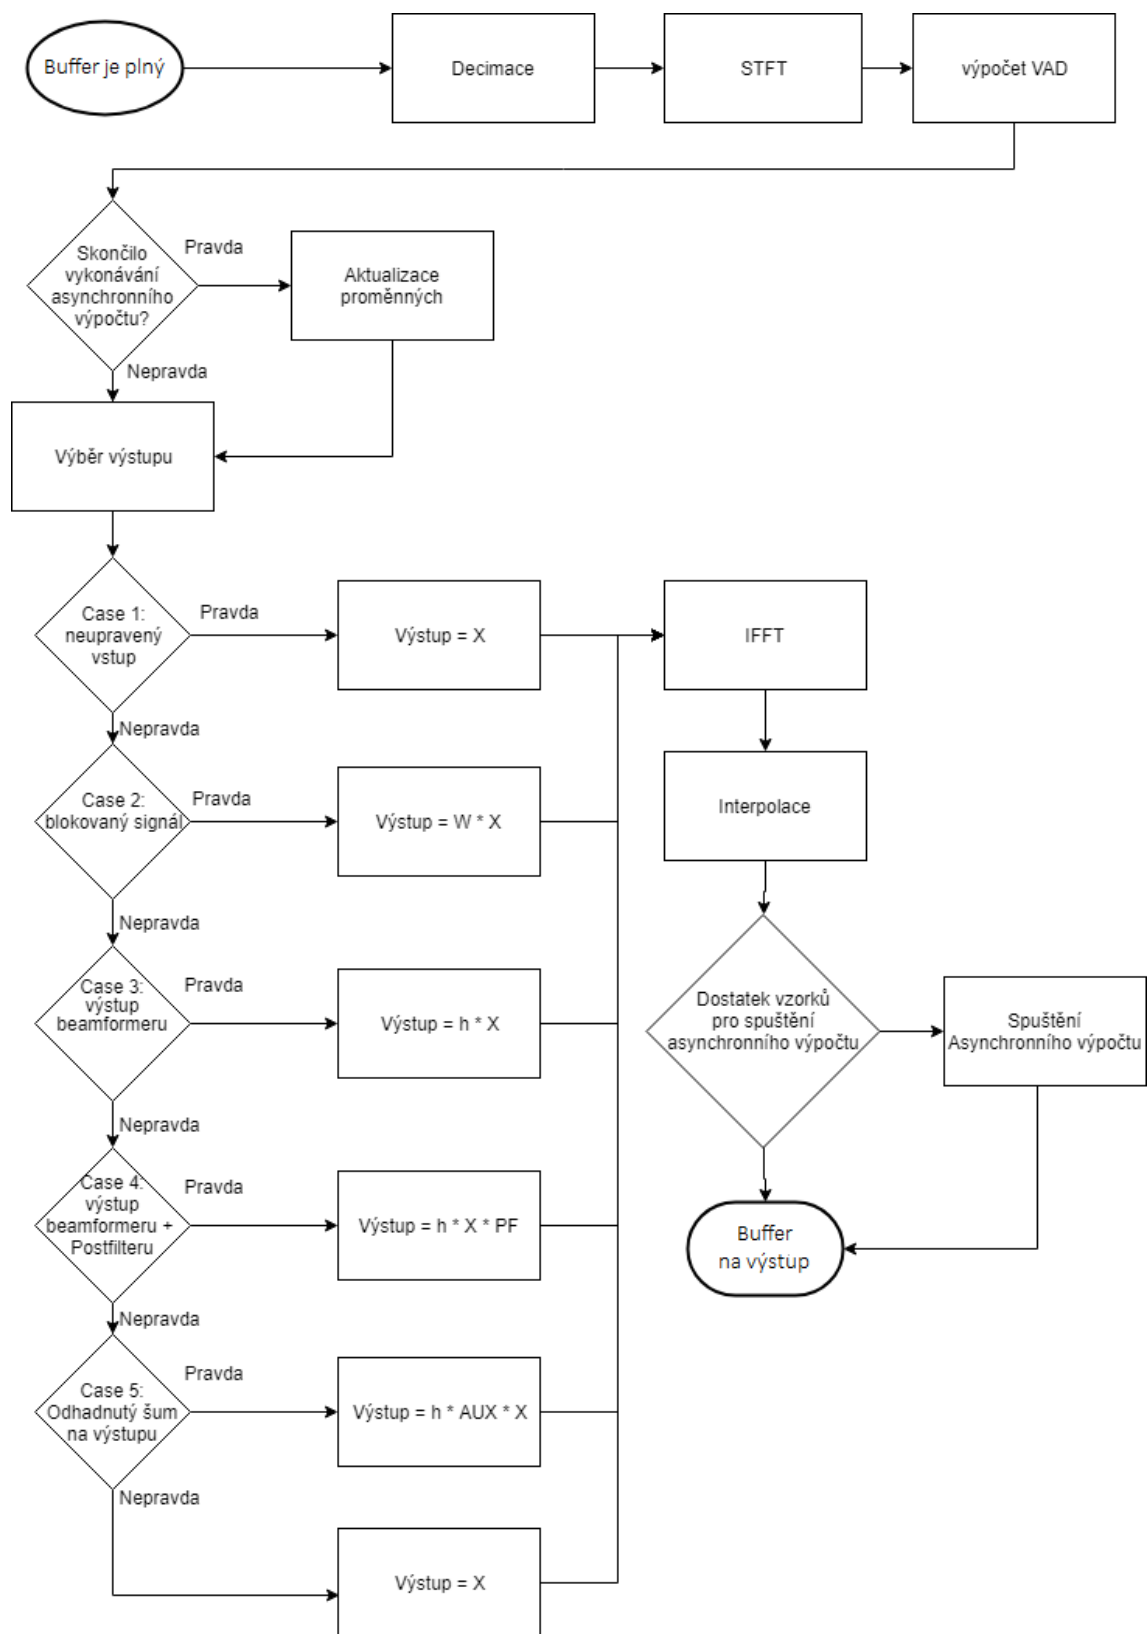 Buffer je plný
Decimace
STFT
výpočet VAD
Skončilo
vykonávání
asynchronního
výpočtu?
Pravda
Aktualizace
proměnných
Nepravda
Výběr výstupu
Case 1:
neupravený
vstup
Pravda
Výstup = X
IFFT
Nepravda
Case 2:
blokovaný signál
Pravda
Výstup = W * X
Interpolace
Nepravda
Case 3:
výstup
beamformeru
Pravda
Výstup = h * X
Dostatek vzorků
pro spuštění
asynchronního výpočtu
Spuštění
Asynchronního výpočtu
Nepravda
Case 4:
výstup
beamformeru +
Postfilteru
Pravda
Výstup = h * X * PF
Buffer
na výstup
Nepravda
Case 5:
Odhadnutý šum
na výstupu
Pravda
Výstup = h * AUX * X
Nepravda
Výstup = X